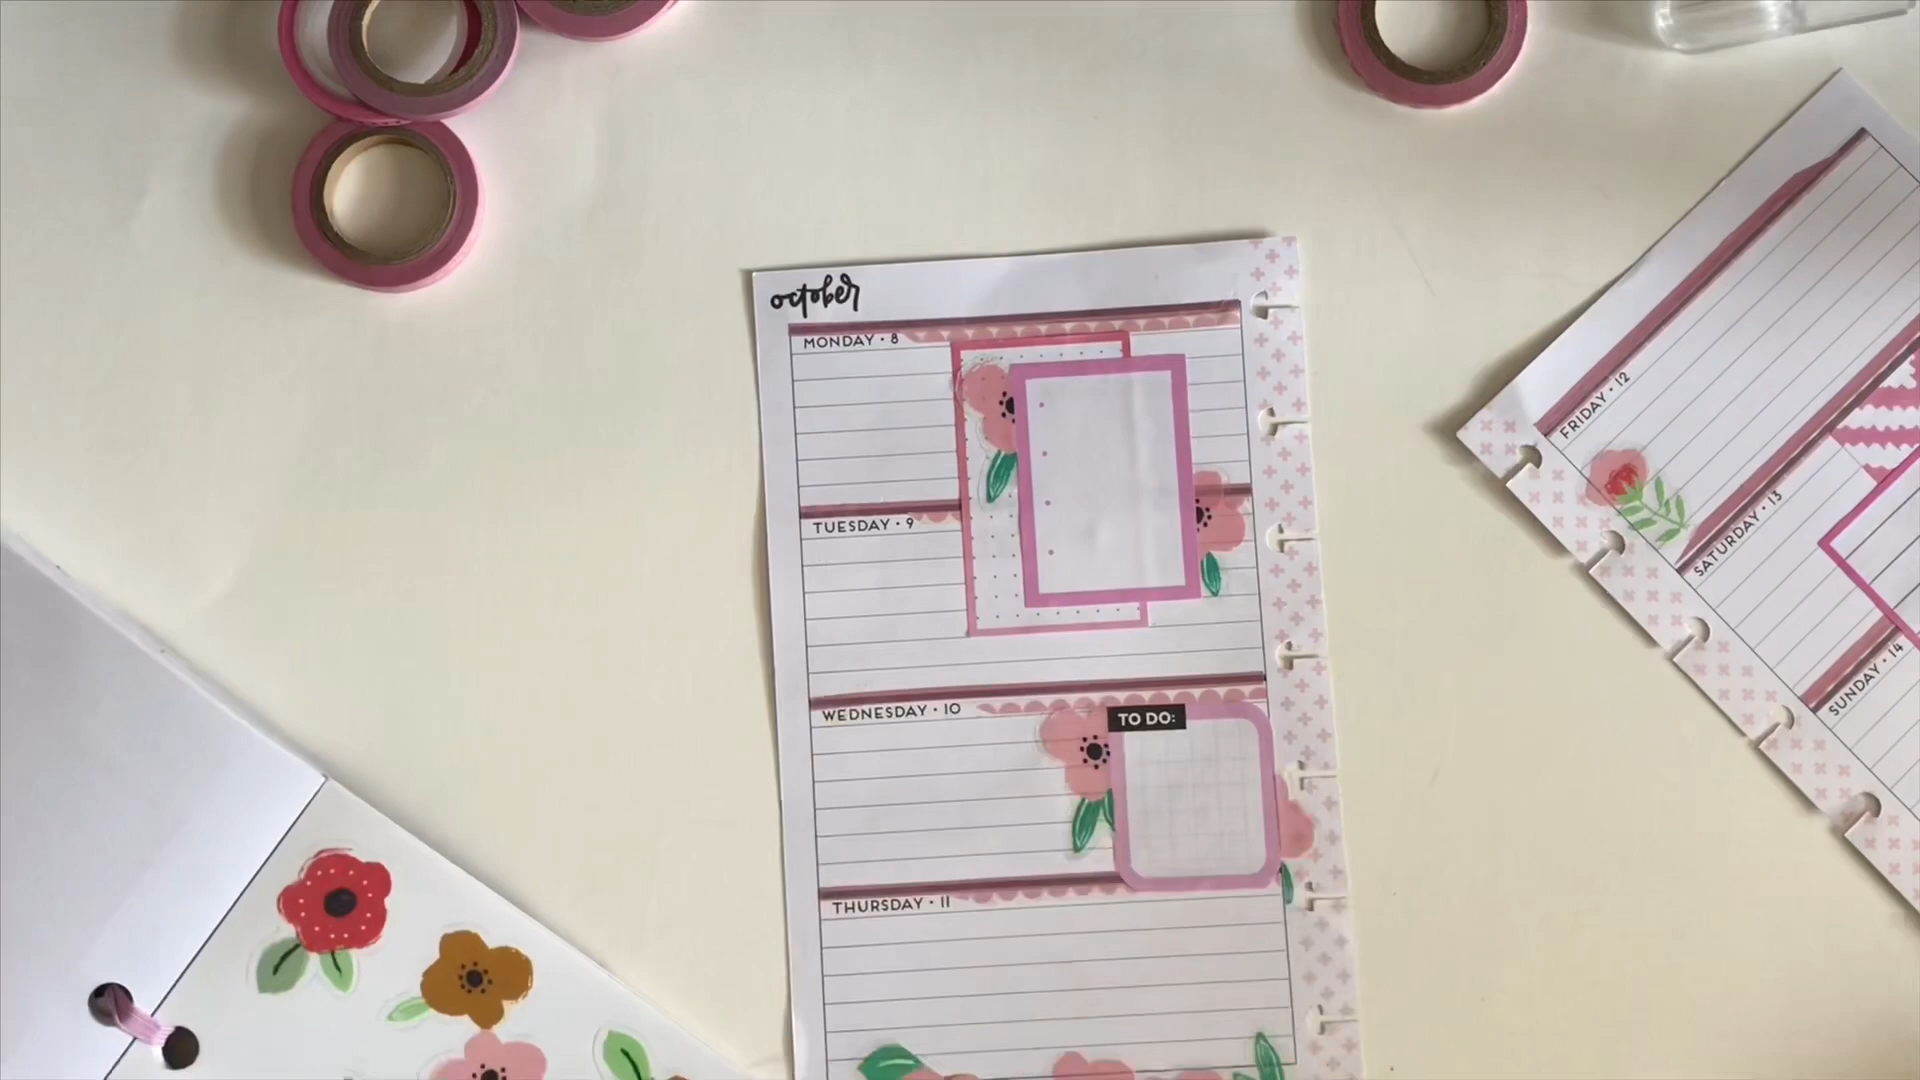 october
MONDAY • 8
TUESDAY • 9
WEDNESDAY • 10
TO DO:
THURSDAY • 11
FRIDAY • 12
SATURDAY • 13
SUNDAY • 14